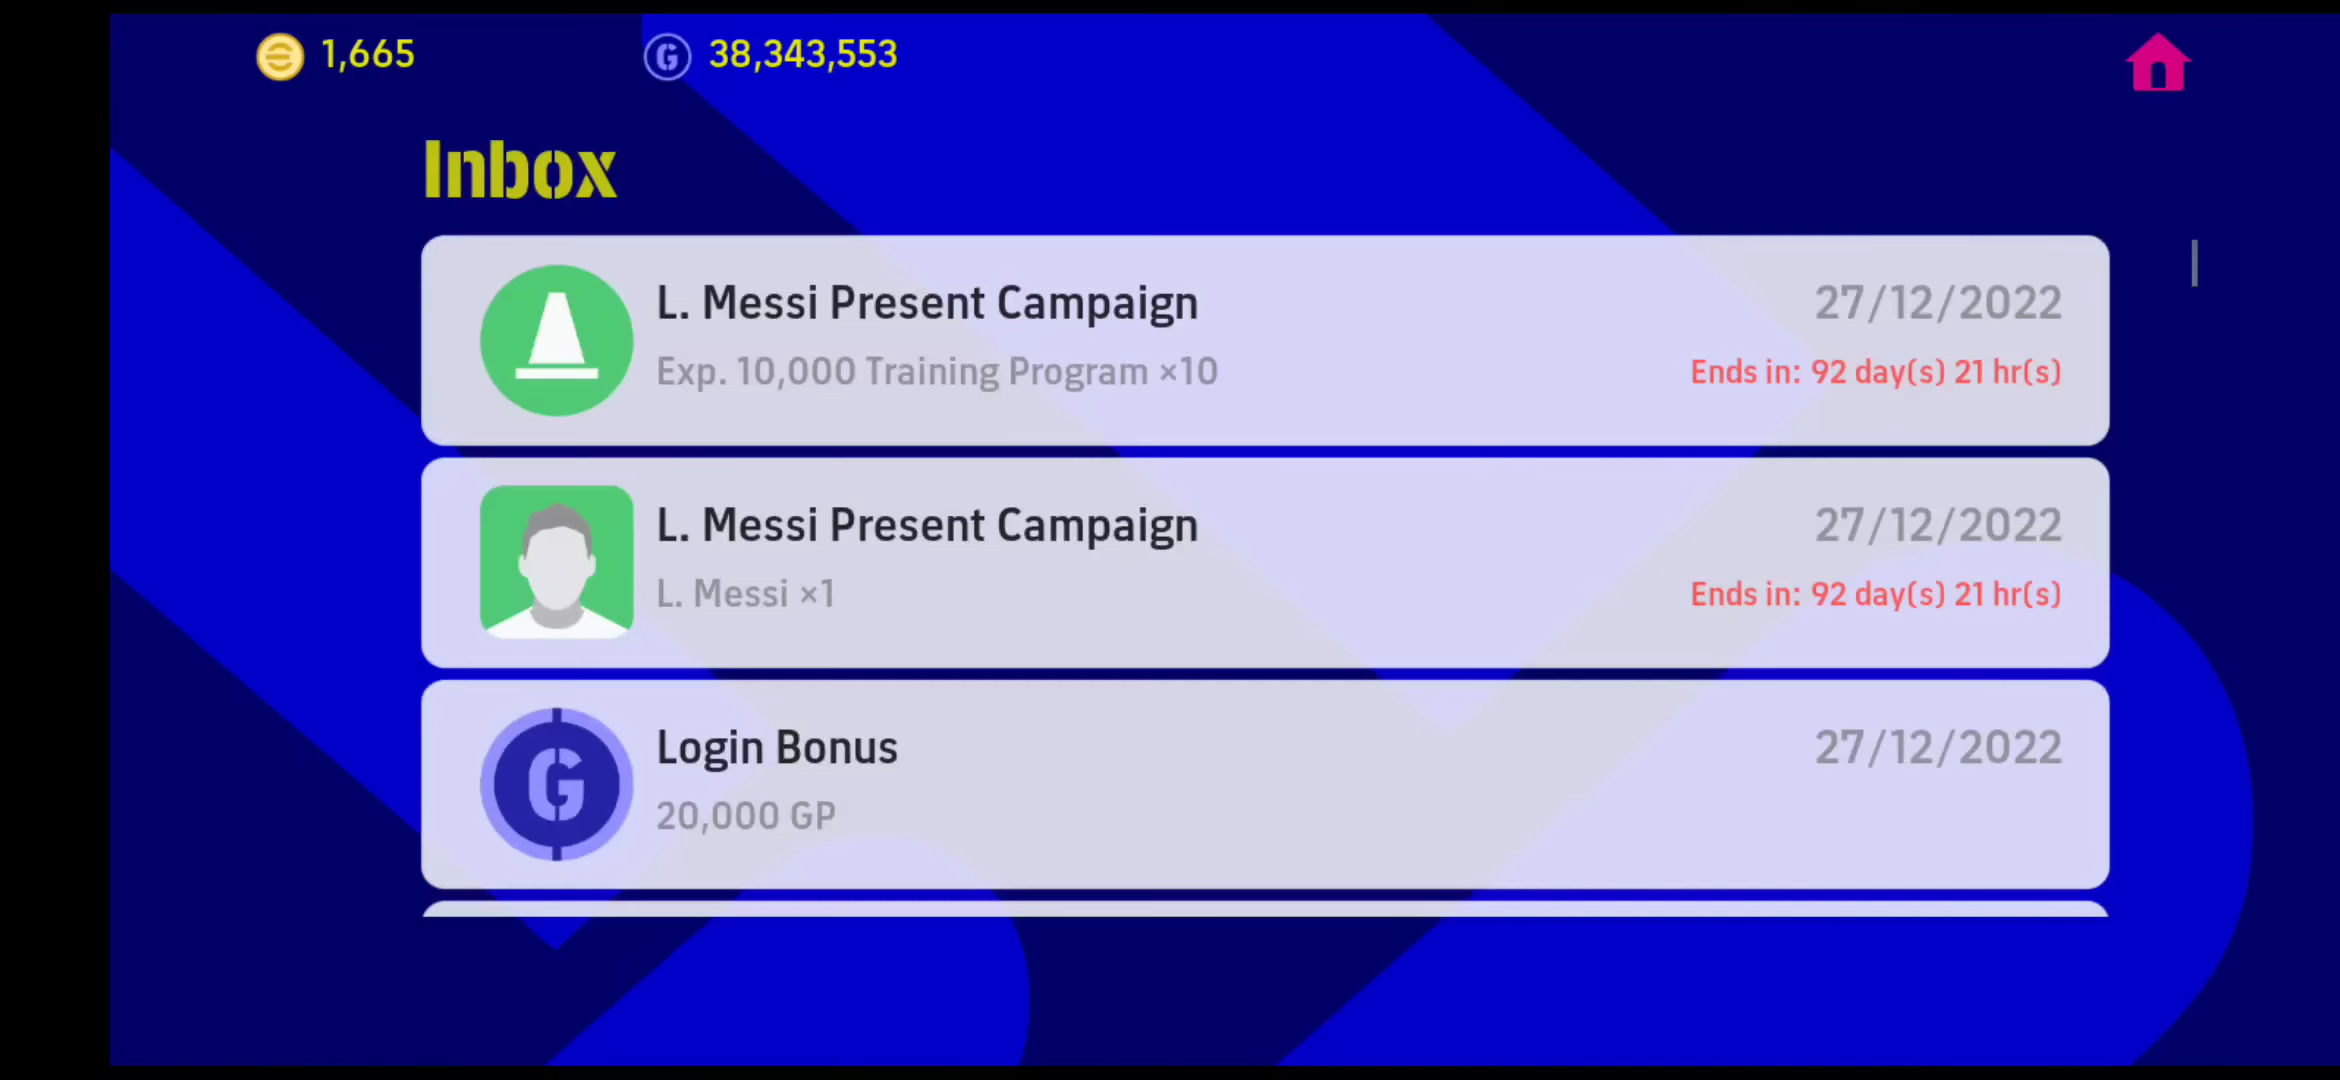 1,665
38,343,553
Inbox
L. Messi Present Campaign
27/12/2022
Exp. 10,000 Training Program ×10
Ends in: 92 day(s) 21 hr(s)
L. Messi Present Campaign
27/12/2022
L. Messi ×1
Ends in: 92 day(s) 21 hr(s)
Login Bonus
27/12/2022
20,000 GP